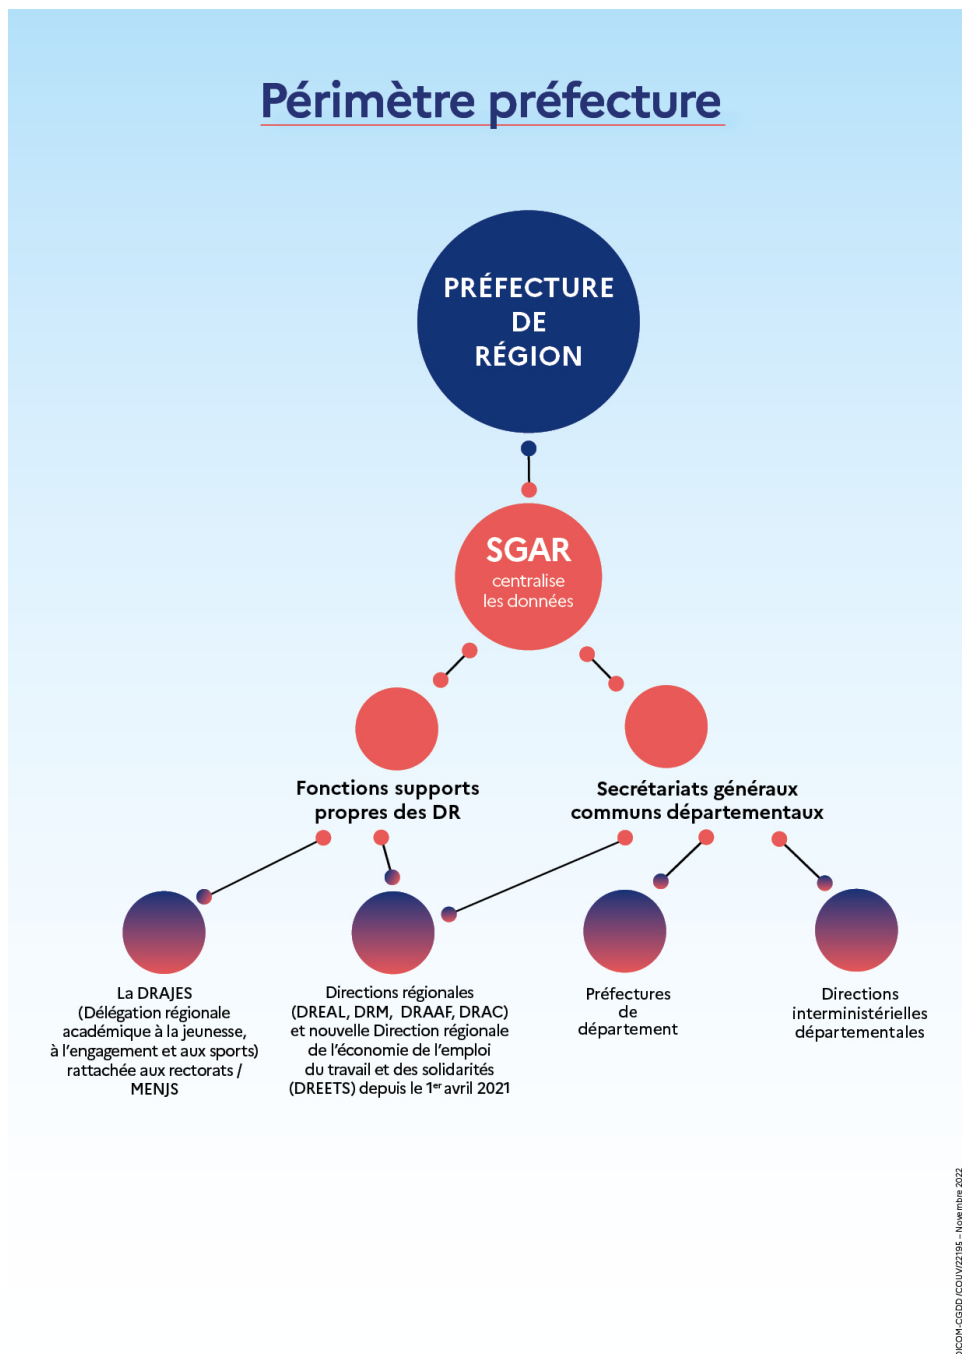 Périmètre préfecture
PRÉFECTURE
DE
RÉGION
SGAR
centralise
les données
Fonctions supports
propres des DR
Secrétariats généraux
communs départementaux
La DRAJES
(Délégation régionale
académique à la jeunesse,
à l'engagement et aux sports)
rattachée aux rectorats /
MENJS
Directions régionales
(DREAL, DRM, DRAAF, DRAC)
et nouvelle Direction régionale
de l'économie de l'emploi
du travail et des solidarités
(DREETS) depuis le 1er avril 2021
Préfectures
de
département
Directions
interministérielles
départementales
DICOM-CGDD /COUV/22195 – Novembre 2022